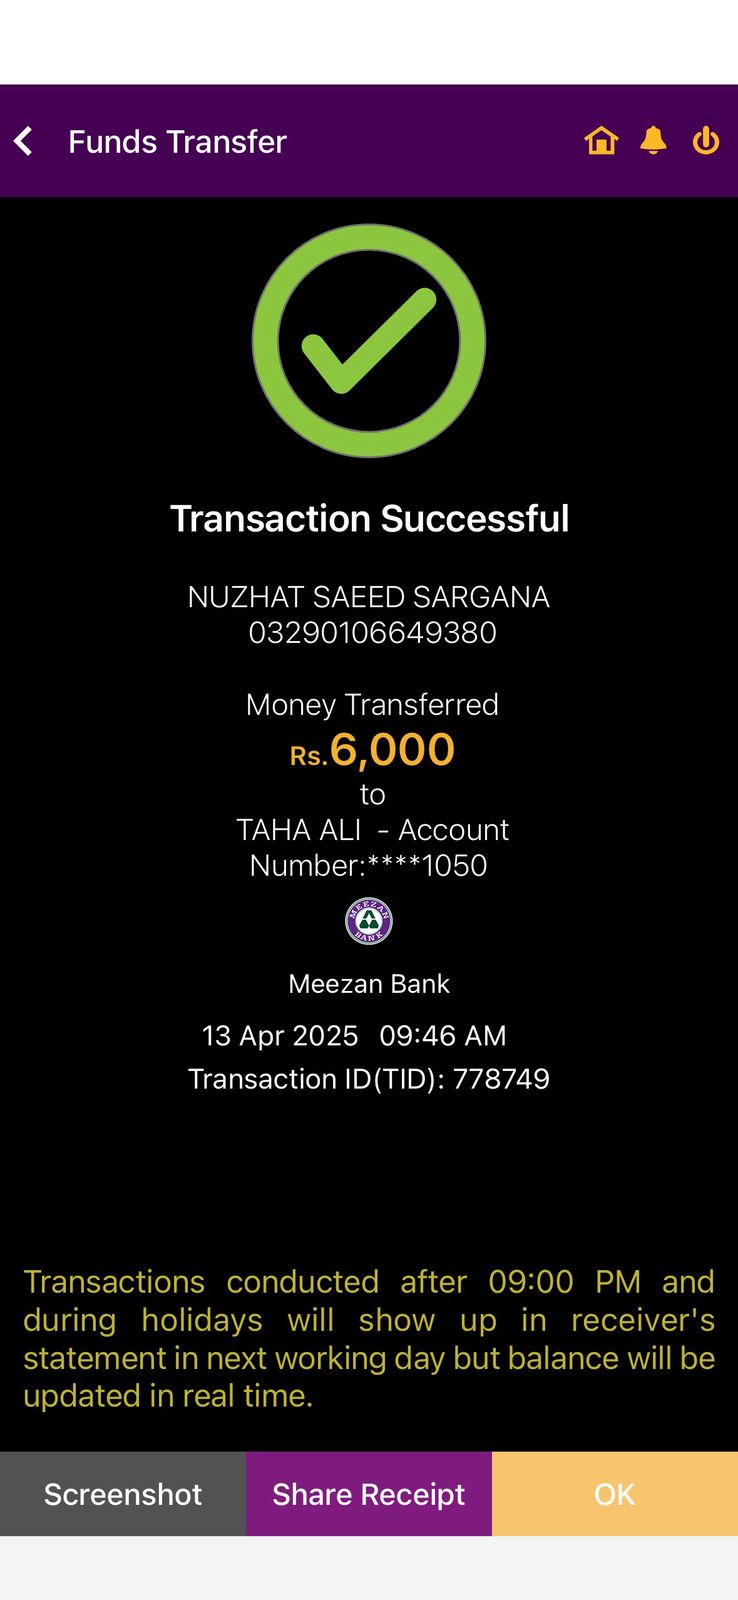 Funds Transfer
Transaction Successful
NUZHAT SAEED SARGANA
03290106649380
Money Transferred
Rs.6,000
to
TAHA ALI - Account
Number:****1050
MEEZAN
BANK
Meezan Bank
13 Apr 2025 09:46 AM
Transaction ID(TID): 778749
Transactions conducted after 09:00 PM and
during holidays will show up in receiver's
statement in next working day but balance will be
updated in real time.
Screenshot Share Receipt OK